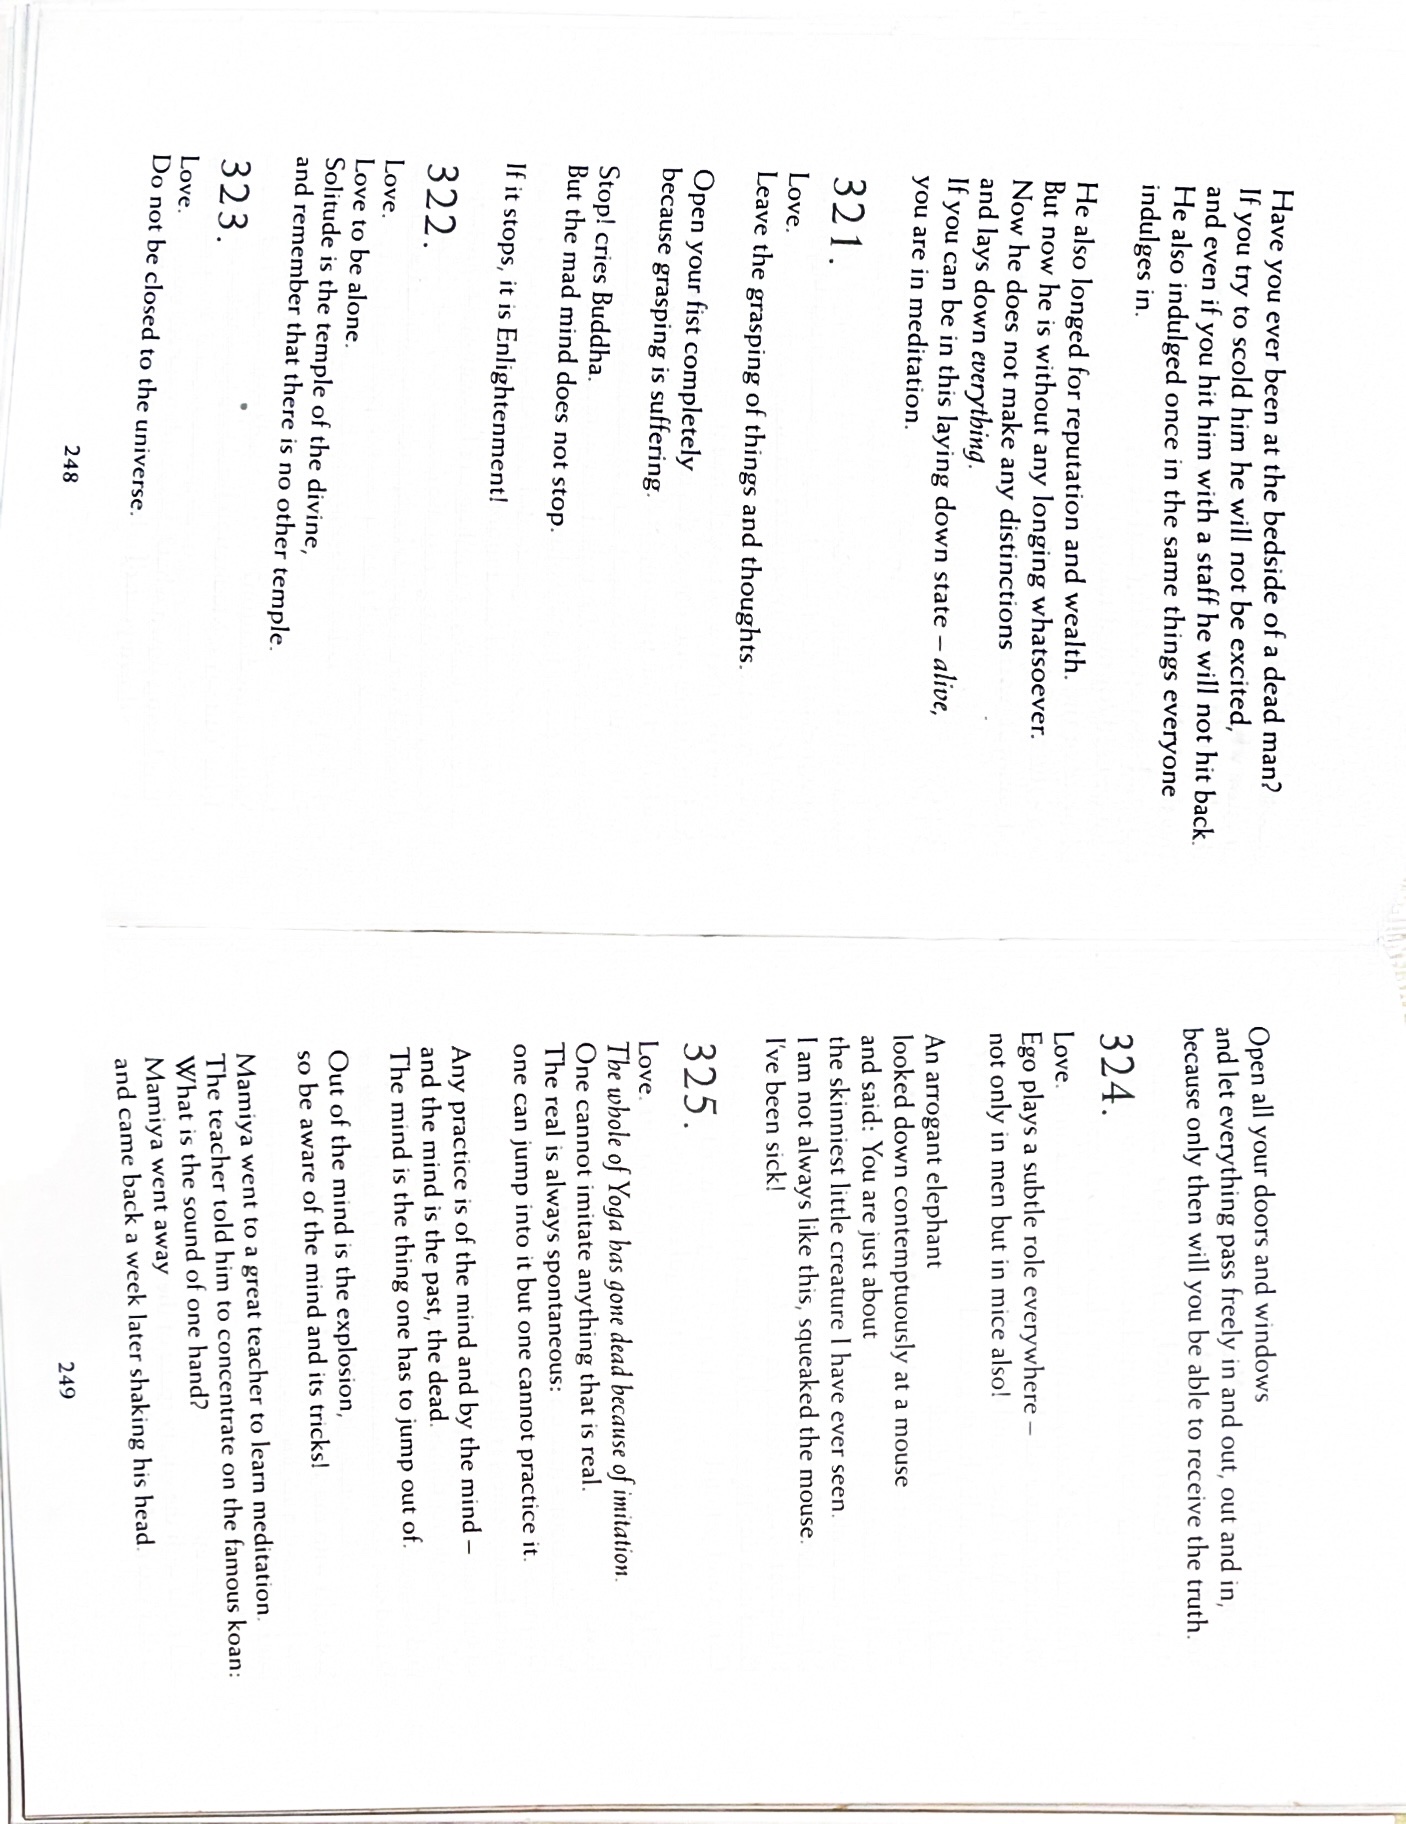 Have you ever been at the bedside of a dead man?
If you try to scold him he will not be excited,
and even if you hit him with a staff he will not hit back.
He also indulged once in the same things everyone
indulges in.
He also longed for reputation and wealth.
But now he is without any longing whatsoever.
Now he does not make any distinctions
and lays down everything.
If you can be in this laying down state – alive,
you are in meditation.
321.
Love.
Leave the grasping of things and thoughts.
Open your fist completely
because grasping is suffering.
Stop! cries Buddha.
But the mad mind does not stop.
If it stops, it is Enlightenment!
322.
Love.
Love to be alone.
Solitude is the temple of the divine,
and remember that there is no other temple.
323.
Love.
Do not be closed to the universe.
248
Open all your doors and windows
and let everything pass freely in and out, out and in,
because only then will you be able to receive the truth.
324.
Love.
Ego plays a subtle role everywhere –
not only in men but in mice also!
An arrogant elephant
looked down contemptuously at a mouse
and said: You are just about
the skinniest little creature I have ever seen.
I am not always like this, squeaked the mouse.
I've been sick!
325.
Love.
The whole of Yoga has gone dead because of imitation.
One cannot imitate anything that is real.
The real is always spontaneous:
one can jump into it but one cannot practice it.
Any practice is of the mind and by the mind –
and the mind is the past, the dead.
The mind is the thing one has to jump out of.
Out of the mind is the explosion,
so be aware of the mind and its tricks!
Mamiya went to a great teacher to learn meditation.
The teacher told him to concentrate on the famous koan:
What is the sound of one hand?
Mamiya went away
and came back a week later shaking his head.
249